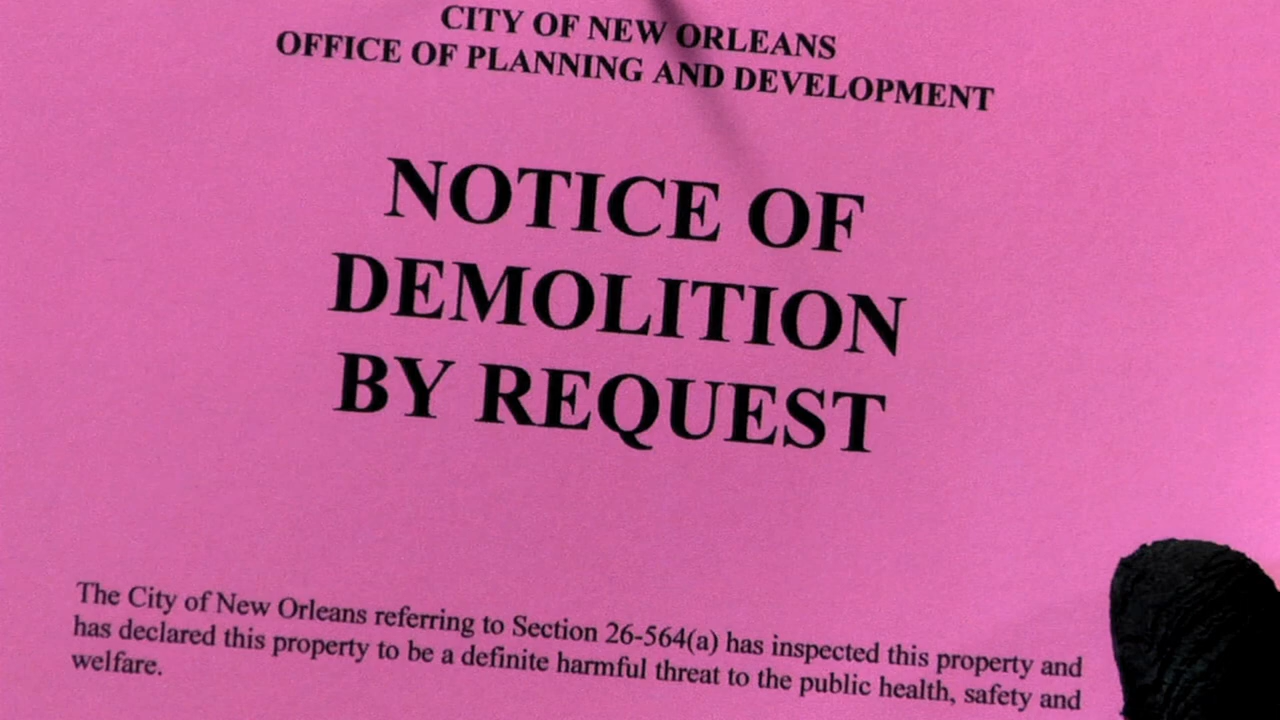 CITY OF NEW ORLEANS
OFFICE OF PLANNING AND DEVELOPMENT
NOTICE OF
DEMOLITION
BY REQUEST
The City of New Orleans referring to Section 26-564(a) has inspected this property and
has declared this property to be a definite harmful threat to the public health, safety and
welfare.